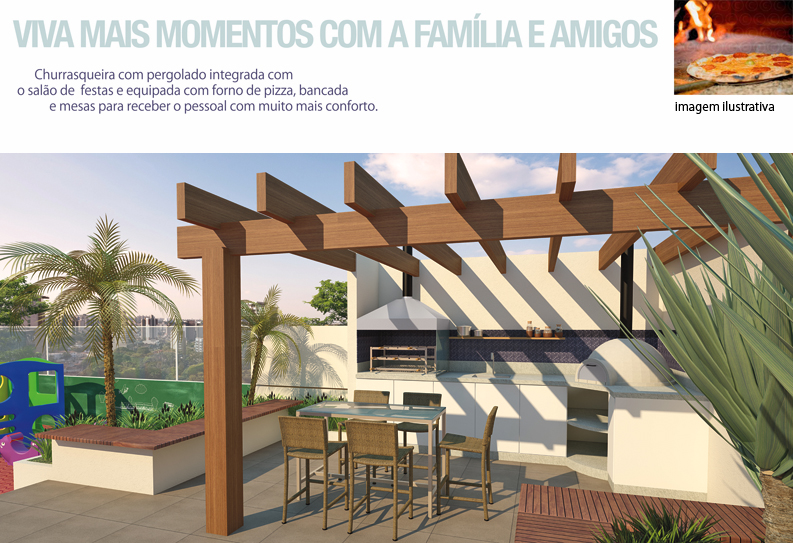 VIVA MAIS MOMENTOS COM A FAMÍLIA E AMIGOS
Churrasqueira com pergolado integrada com
o salão de festas e equipada com forno de pizza, bancada
e mesas para receber o pessoal com muito mais conforto.
imagem ilustrativa